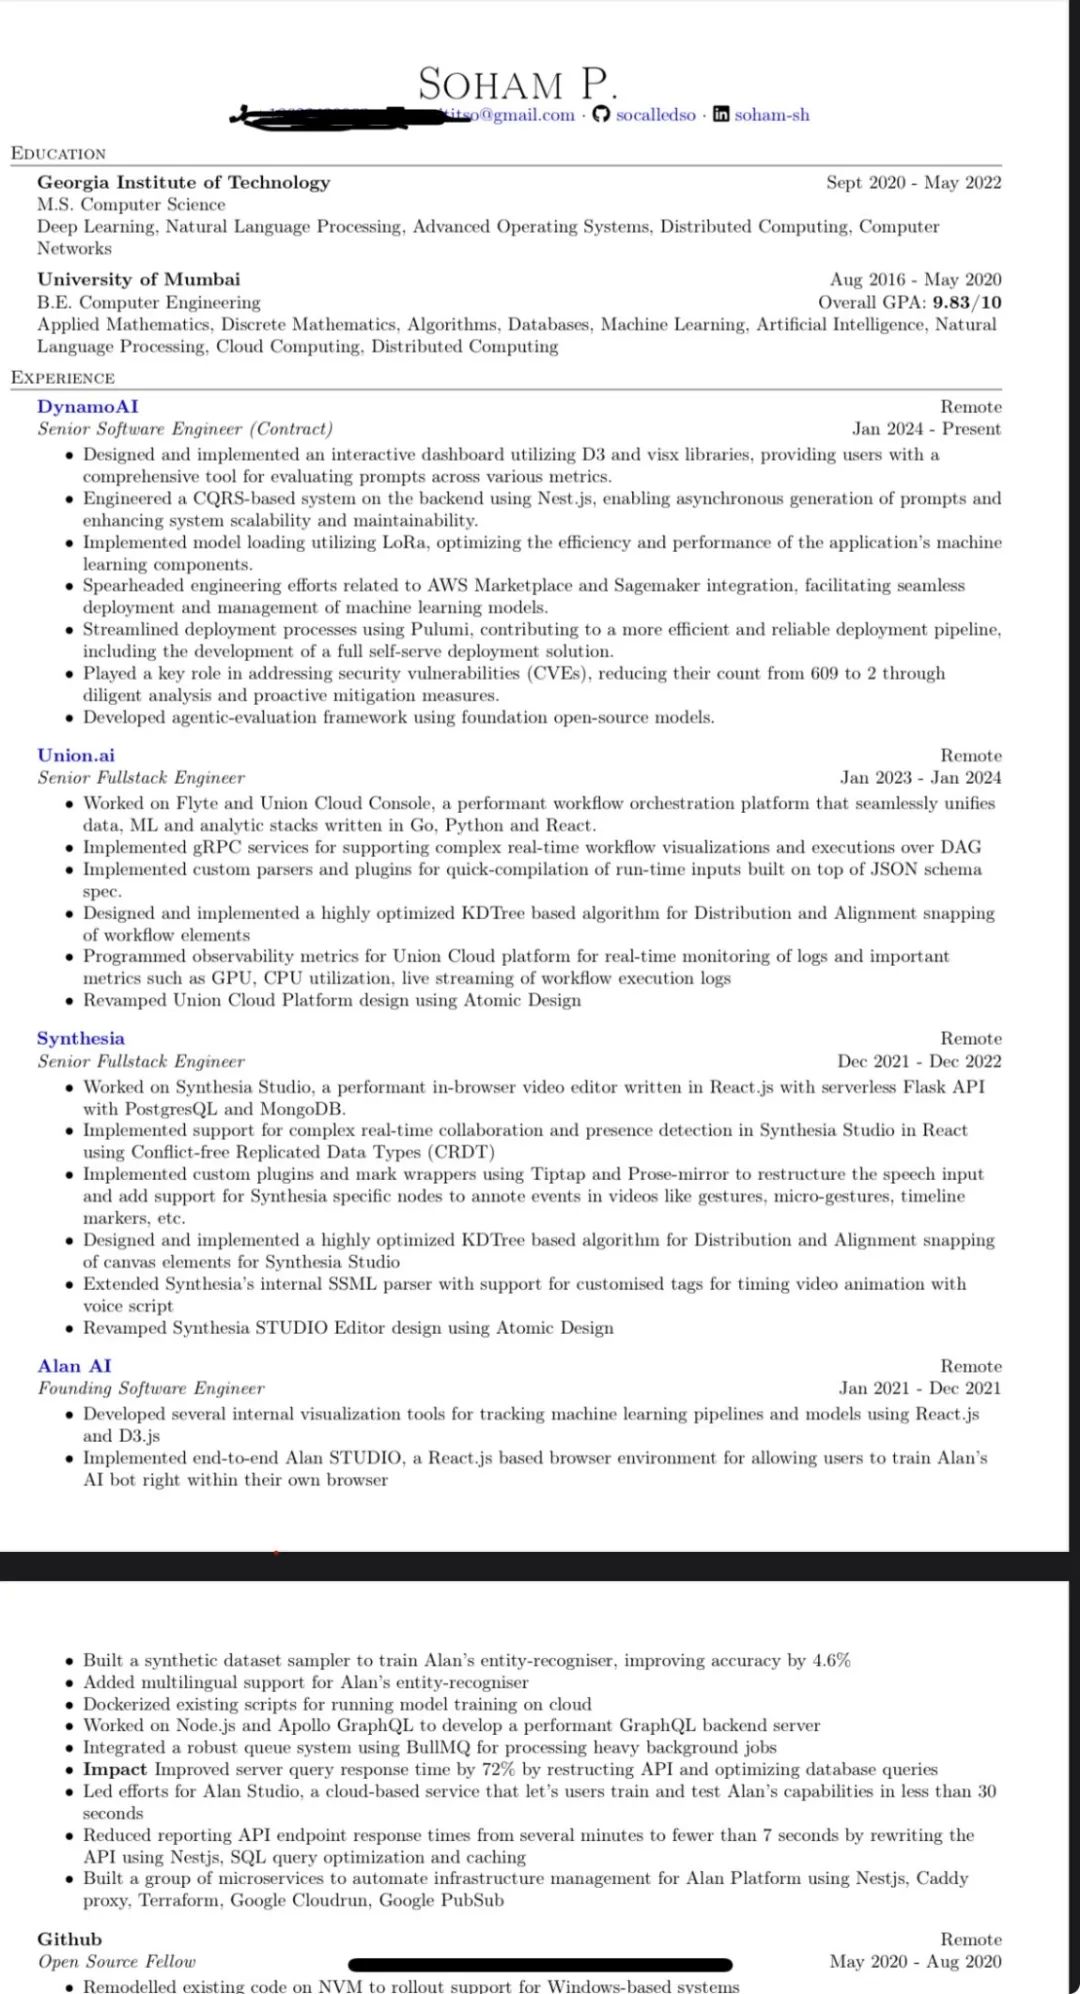 SOHAM P.
itso@gmail.com · socalledso · soham-sh
EDUCATION
Georgia Institute of Technology Sept 2020 - May 2022
M.S. Computer Science
Deep Learning, Natural Language Processing, Advanced Operating Systems, Distributed Computing, Computer
Networks
University of Mumbai Aug 2016 - May 2020
B.E. Computer Engineering Overall GPA: 9.83/10
Applied Mathematics, Discrete Mathematics, Algorithms, Databases, Machine Learning, Artificial Intelligence, Natural
Language Processing, Cloud Computing, Distributed Computing
EXPERIENCE
DynamoAI Remote
Senior Software Engineer (Contract) Jan 2024 - Present
• Designed and implemented an interactive dashboard utilizing D3 and visx libraries, providing users with a
comprehensive tool for evaluating prompts across various metrics.
• Engineered a CQRS-based system on the backend using Nest.js, enabling asynchronous generation of prompts and
enhancing system scalability and maintainability.
• Implemented model loading utilizing LoRa, optimizing the efficiency and performance of the application's machine
learning components.
• Spearheaded engineering efforts related to AWS Marketplace and Sagemaker integration, facilitating seamless
deployment and management of machine learning models.
• Streamlined deployment processes using Pulumi, contributing to a more efficient and reliable deployment pipeline,
including the development of a full self-serve deployment solution.
• Played a key role in addressing security vulnerabilities (CVEs), reducing their count from 609 to 2 through
diligent analysis and proactive mitigation measures.
• Developed agentic-evaluation framework using foundation open-source models.
Union.ai Remote
Senior Fullstack Engineer Jan 2023 - Jan 2024
• Worked on Flyte and Union Cloud Console, a performant workflow orchestration platform that seamlessly unifies
data, ML and analytic stacks written in Go, Python and React.
• Implemented gRPC services for supporting complex real-time workflow visualizations and executions over DAG
• Implemented custom parsers and plugins for quick-compilation of run-time inputs built on top of JSON schema
spec.
• Designed and implemented a highly optimized KDTree based algorithm for Distribution and Alignment snapping
of workflow elements
• Programmed observability metrics for Union Cloud platform for real-time monitoring of logs and important
metrics such as GPU, CPU utilization, live streaming of workflow execution logs
• Revamped Union Cloud Platform design using Atomic Design
Synthesia Remote
Senior Fullstack Engineer Dec 2021 - Dec 2022
• Worked on Synthesia Studio, a performant in-browser video editor written in React.js with serverless Flask API
with PostgresQL and MongoDB.
• Implemented support for complex real-time collaboration and presence detection in Synthesia Studio in React
using Conflict-free Replicated Data Types (CRDT)
• Implemented custom plugins and mark wrappers using Tiptap and Prose-mirror to restructure the speech input
and add support for Synthesia specific nodes to annote events in videos like gestures, micro-gestures, timeline
markers, etc.
• Designed and implemented a highly optimized KDTree based algorithm for Distribution and Alignment snapping
of canvas elements for Synthesia Studio
• Extended Synthesia's internal SSML parser with support for customised tags for timing video animation with
voice script
• Revamped Synthesia STUDIO Editor design using Atomic Design
Alan AI Remote
Founding Software Engineer Jan 2021 - Dec 2021
• Developed several internal visualization tools for tracking machine learning pipelines and models using React.js
and D3.js
• Implemented end-to-end Alan STUDIO, a React.js based browser environment for allowing users to train Alan's
AI bot right within their own browser
• Built a synthetic dataset sampler to train Alan's entity-recogniser, improving accuracy by 4.6%
• Added multilingual support for Alan's entity-recogniser
• Dockerized existing scripts for running model training on cloud
• Worked on Node.js and Apollo GraphQL to develop a performant GraphQL backend server
• Integrated a robust queue system using BullMQ for processing heavy background jobs
• Impact Improved server query response time by 72% by restructing API and optimizing database queries
• Led efforts for Alan Studio, a cloud-based service that let's users train and test Alan's capabilities in less than 30
seconds
• Reduced reporting API endpoint response times from several minutes to fewer than 7 seconds by rewriting the
API using Nestjs, SQL query optimization and caching
• Built a group of microservices to automate infrastructure management for Alan Platform using Nestjs, Caddy
proxy, Terraform, Google Cloudrun, Google PubSub
Github Remote
Open Source Fellow May 2020 - Aug 2020
• Remodelled existing code on NVM to rollout support for Windows-based systems